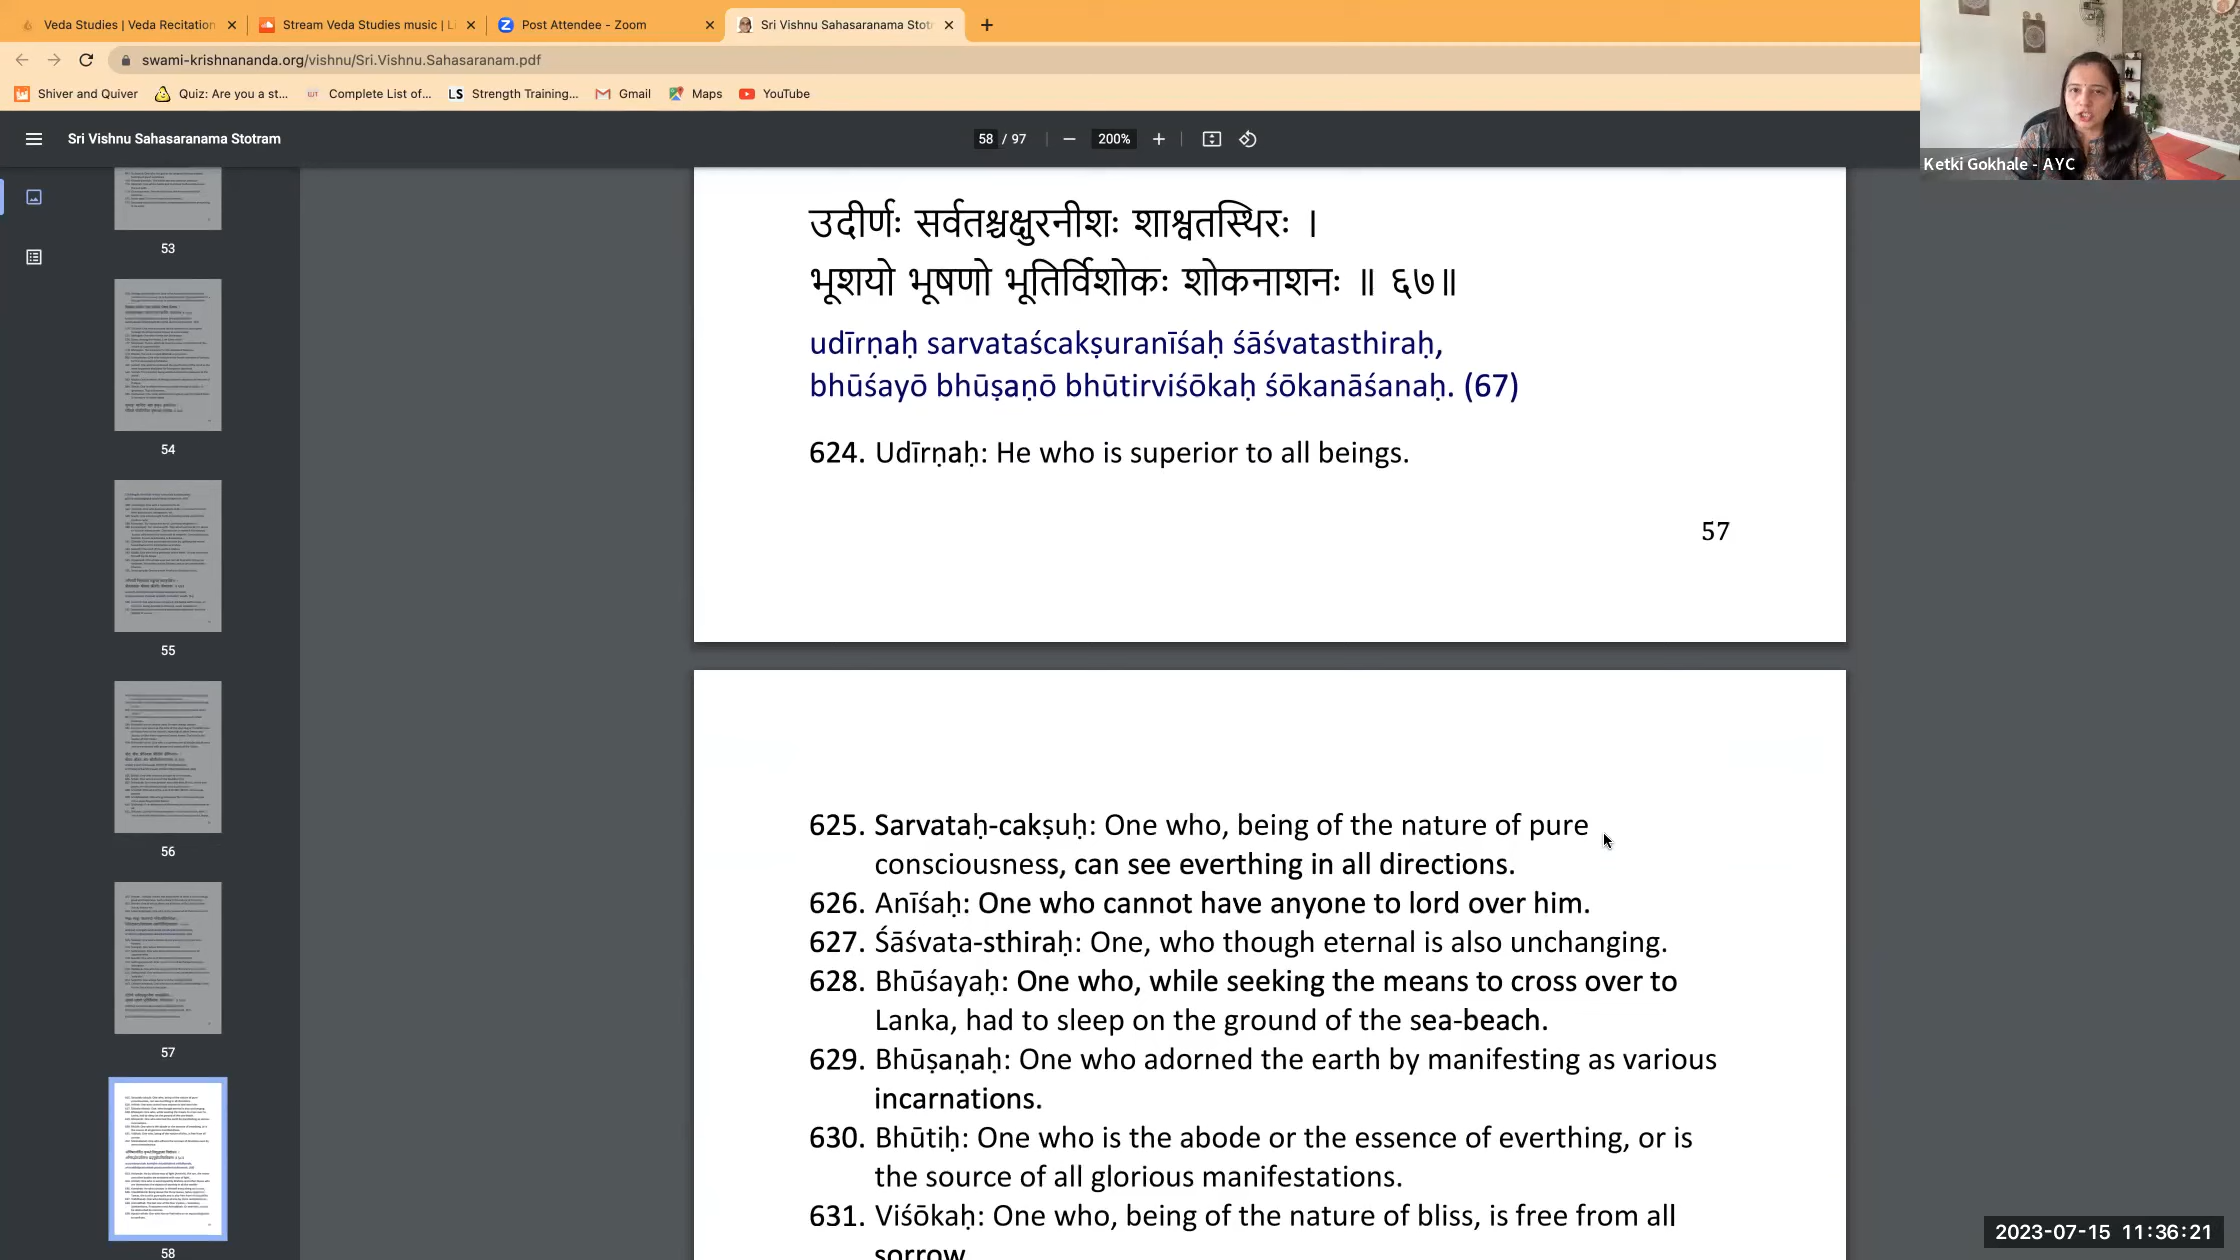 Veda Studies | Veda Recitation
Stream Veda Studies music | Li
Post Attendee - Zoom
Sri Vishnu Sahasaranama Stotr
swami-krishnananda.org/vishnu/Sri.Vishnu.Sahasaranam.pdf
Shiver and Quiver
Quiz: Are you a st...
WT Complete List of...
LS Strength Training...
Gmail
Maps
YouTube
Ketki Gokhale - AYC
Sri Vishnu Sahasaranama Stotram
58 / 97
200%
53
54
55
56
57
58
उदीर्णः सर्वतश्चक्षुरनीशः शाश्वतस्थिरः ।
भूशयो भूषणो भूतिर्विशोकः शोकनाशनः ॥ ६७॥
udīrṇaḥ sarvataścakṣuranīśaḥ śāśvatasthiraḥ,
bhūśayō bhūṣaṇō bhūtirviśōkaḥ śōkanāśanaḥ. (67)
624. Udīrṇaḥ: He who is superior to all beings.
57
625. Sarvataḥ-cakṣuḥ: One who, being of the nature of pure
consciousness, can see everthing in all directions.
626. Anīśaḥ: One who cannot have anyone to lord over him.
627. Śāśvata-sthiraḥ: One, who though eternal is also unchanging.
628. Bhūśayaḥ: One who, while seeking the means to cross over to
Lanka, had to sleep on the ground of the sea-beach.
629. Bhūṣaṇaḥ: One who adorned the earth by manifesting as various
incarnations.
630. Bhūtiḥ: One who is the abode or the essence of everthing, or is
the source of all glorious manifestations.
631. Viśōkaḥ: One who, being of the nature of bliss, is free from all
sorrow.
2023-07-15 11:36:21